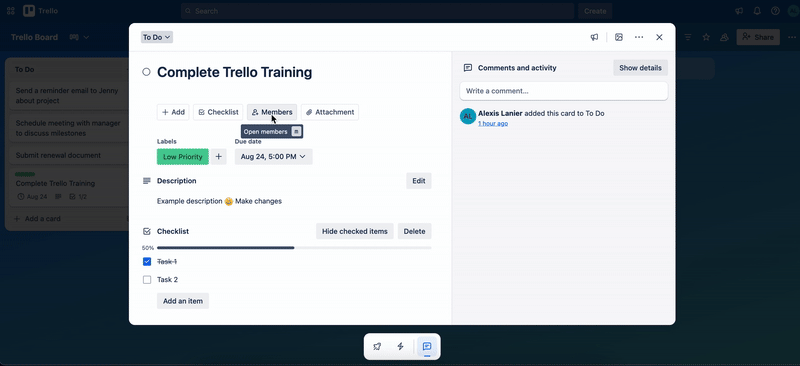 Trello
Search
Create
Trello Board
Share
To Do
Send a reminder email to Jenny
about project
Schedule meeting with manager
to discuss milestones
Submit renewal document
Complete Trello Training
Aug 24
1/2
+ Add a card
To Do
Complete Trello Training
+ Add
Checklist
Members
Attachment
Open members
m
Labels
Due date
Low Priority
+
Aug 24, 5:00 PM
Description
Edit
Example description 😀 Make changes
Checklist
Hide checked items
Delete
50%
Task 1
Task 2
Add an item
Comments and activity
Show details
Write a comment...
AL
Alexis Lanier added this card to To Do
1 hour ago